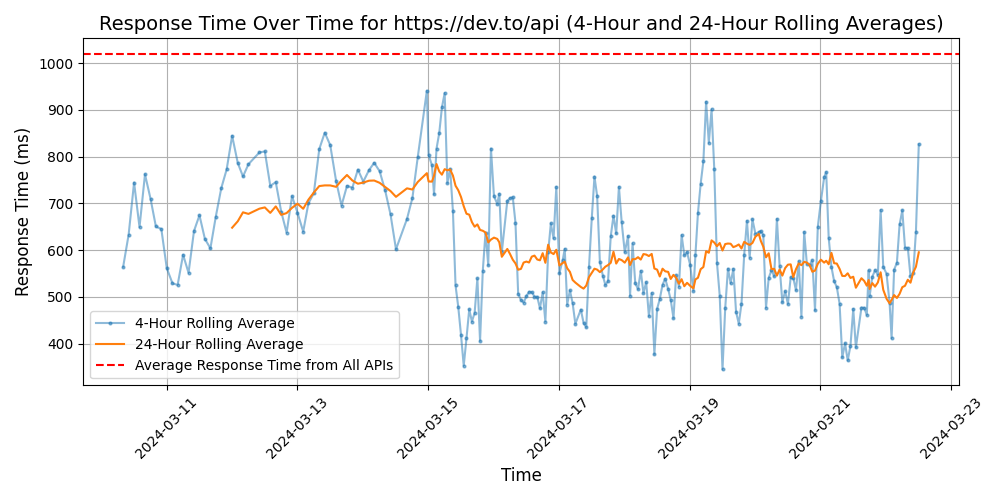 Response Time Over Time for https://dev.to/api (4-Hour and 24-Hour Rolling Averages)
Response Time (ms)
1000
900
800
700
600
500
400
4-Hour Rolling Average
24-Hour Rolling Average
Average Response Time from All APIs
2024-03-11
2024-03-13
2024-03-15
2024-03-17
2024-03-19
2024-03-21
2024-03-23
Time